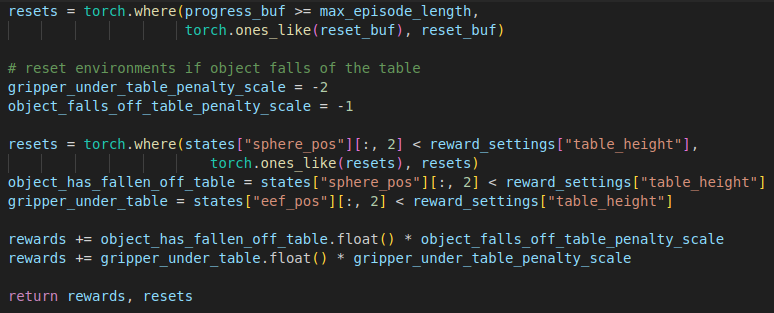 resets = torch.where(progress_buf >= max_episode_length,
torch.ones_like(reset_buf), reset_buf)
# reset environments if object falls of the table
gripper_under_table_penalty_scale = -2
object_falls_off_table_penalty_scale = -1
resets = torch.where(states["sphere_pos"][:, 2] < reward_settings["table_height"],
torch.ones_like(resets), resets)
object_has_fallen_off_table = states["sphere_pos"][:, 2] < reward_settings["table_height"]
gripper_under_table = states["eef_pos"][:, 2] < reward_settings["table_height"]
rewards += object_has_fallen_off_table.float() * object_falls_off_table_penalty_scale
rewards += gripper_under_table.float() * gripper_under_table_penalty_scale
return rewards, resets